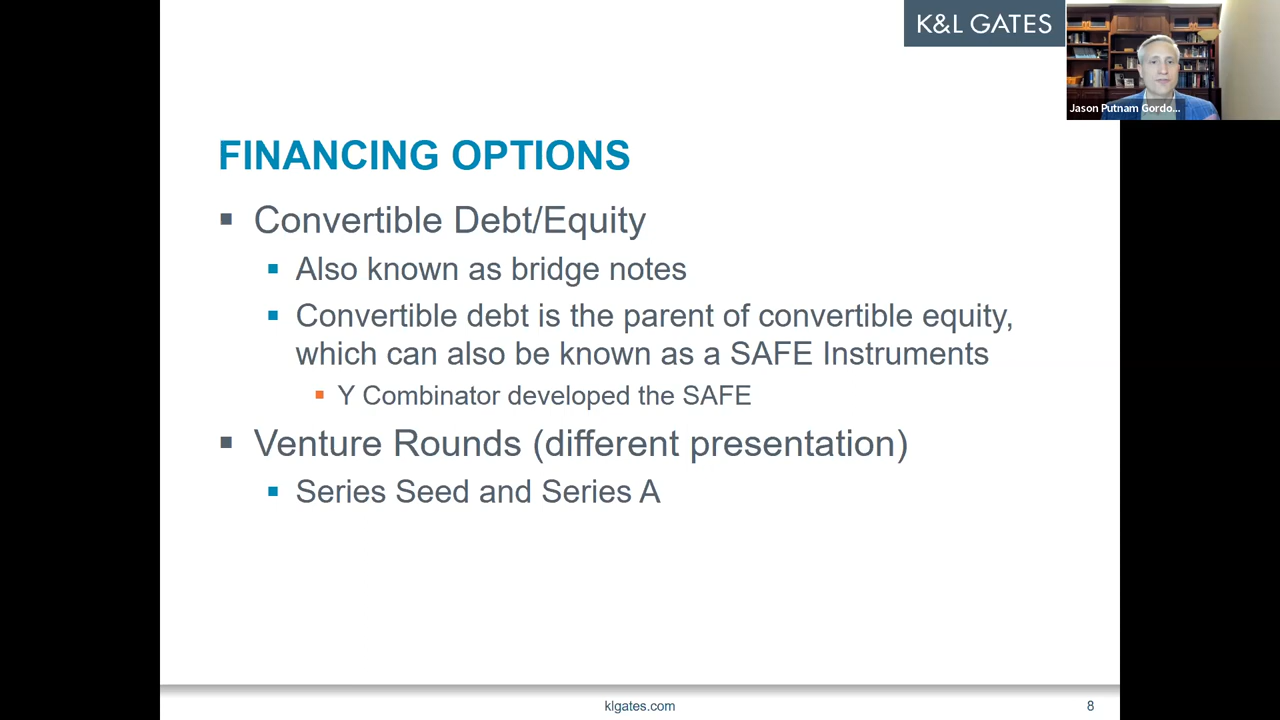 K&L GATES
Jason Putnam Gordo...
FINANCING OPTIONS
▪ Convertible Debt/Equity
▪ Also known as bridge notes
▪ Convertible debt is the parent of convertible equity,
which can also be known as a SAFE Instruments
▪ Y Combinator developed the SAFE
▪ Venture Rounds (different presentation)
▪ Series Seed and Series A
klgates.com
8